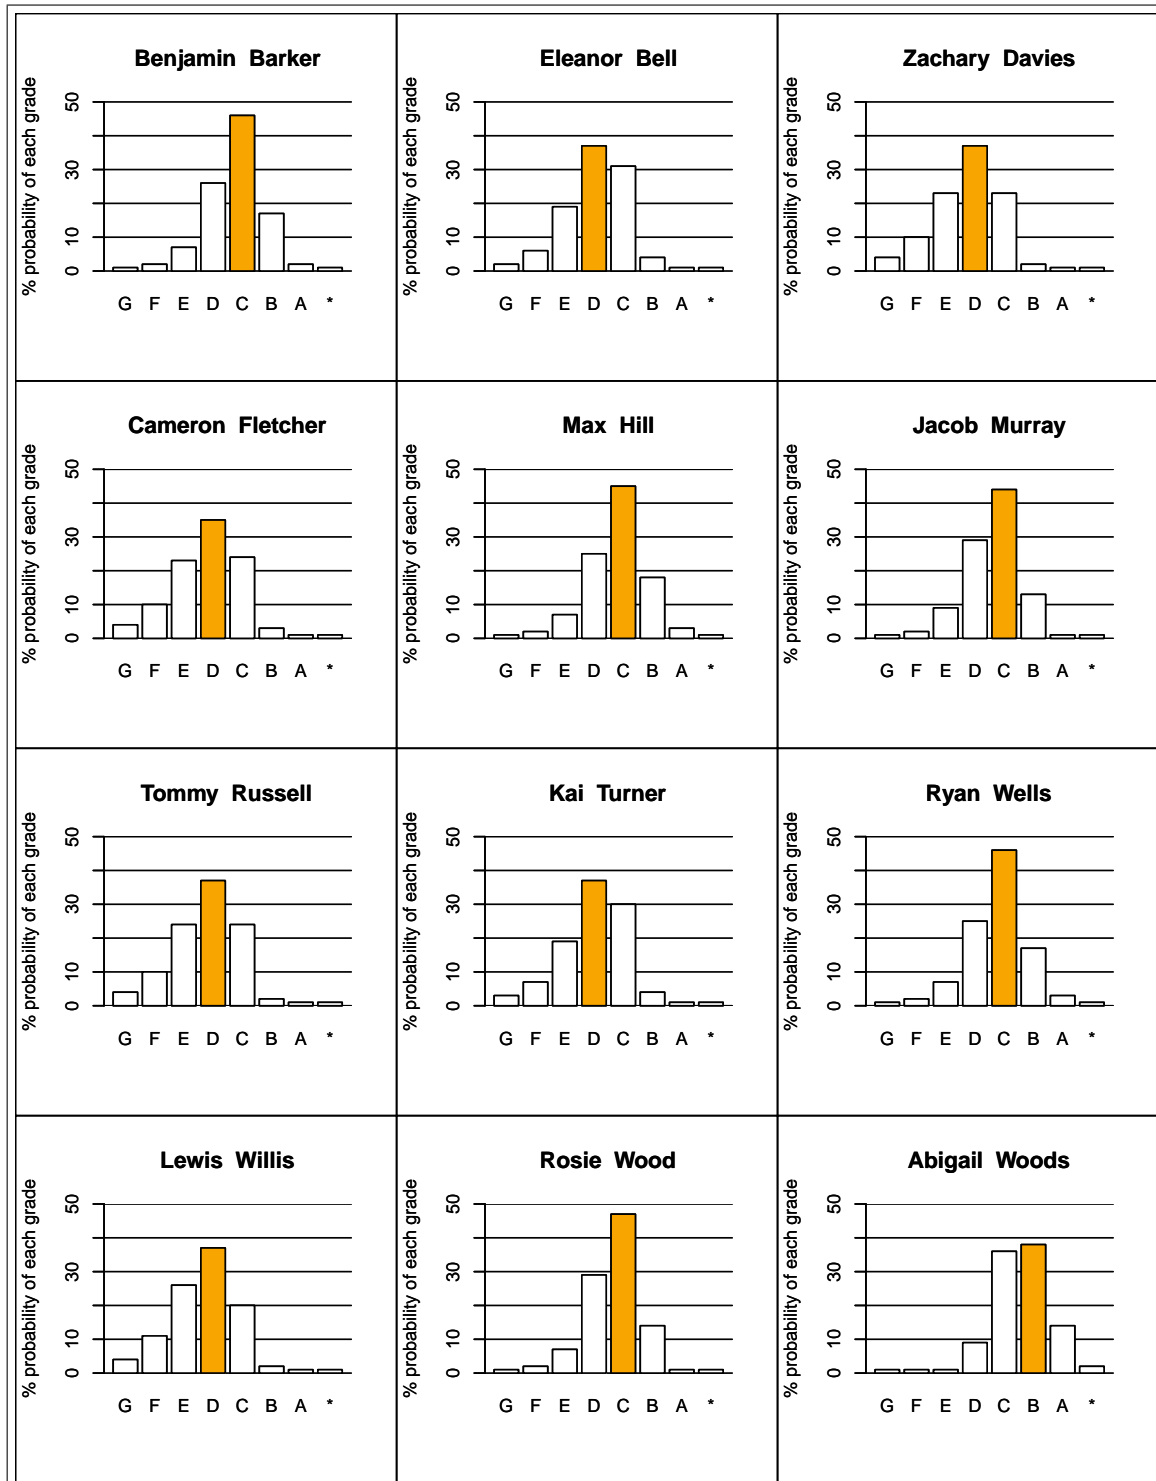 Benjamin Barker
% probability of each grade
0 10 30 50
G F E D C B A *
Eleanor Bell
% probability of each grade
0 10 30 50
G F E D C B A *
Zachary Davies
% probability of each grade
0 10 30 50
G F E D C B A *
Cameron Fletcher
% probability of each grade
0 10 30 50
G F E D C B A *
Max Hill
% probability of each grade
0 10 30 50
G F E D C B A *
Jacob Murray
% probability of each grade
0 10 30 50
G F E D C B A *
Tommy Russell
% probability of each grade
0 10 30 50
G F E D C B A *
Kai Turner
% probability of each grade
0 10 30 50
G F E D C B A *
Ryan Wells
% probability of each grade
0 10 30 50
G F E D C B A *
Lewis Willis
% probability of each grade
0 10 30 50
G F E D C B A *
Rosie Wood
% probability of each grade
0 10 30 50
G F E D C B A *
Abigail Woods
% probability of each grade
0 10 30 50
G F E D C B A *